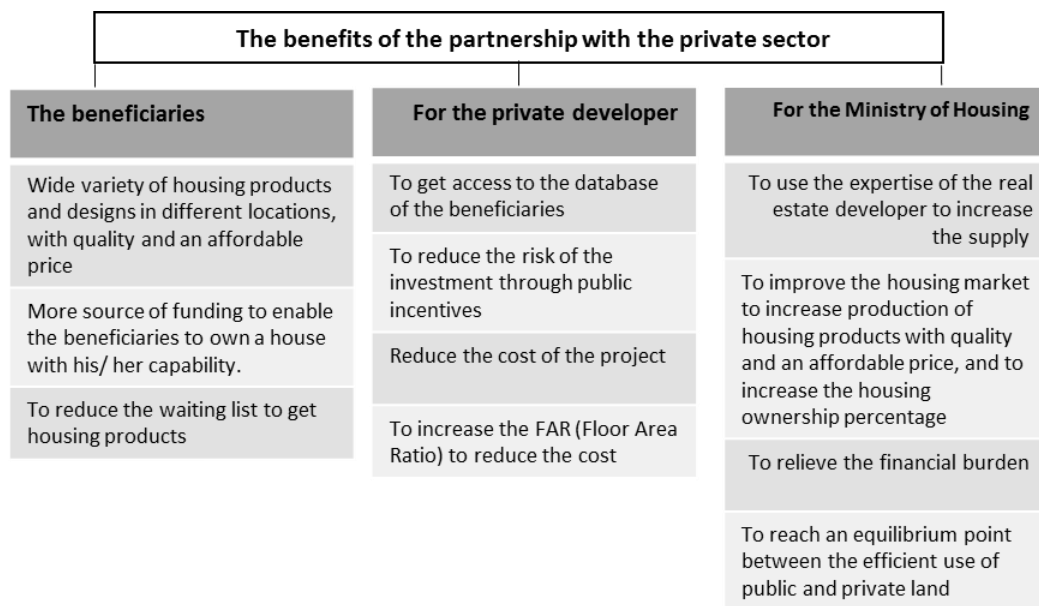 The benefits of the partnership with the private sector
The beneficiaries
Wide variety of housing products
and designs in different locations,
with quality and an affordable
price
More source of funding to enable
the beneficiaries to own a house
with his/ her capability.
To reduce the waiting list to get
housing products
For the private developer
To get access to the database
of the beneficiaries
To reduce the risk of the
investment through public
incentives
Reduce the cost of the project
To increase the FAR (Floor Area
Ratio) to reduce the cost
For the Ministry of Housing
To use the expertise of the real
estate developer to increase
the supply
To improve the housing market
to increase production of
housing products with quality
and an affordable price, and to
increase the housing
ownership percentage
To relieve the financial burden
To reach an equilibrium point
between the efficient use of
public and private land